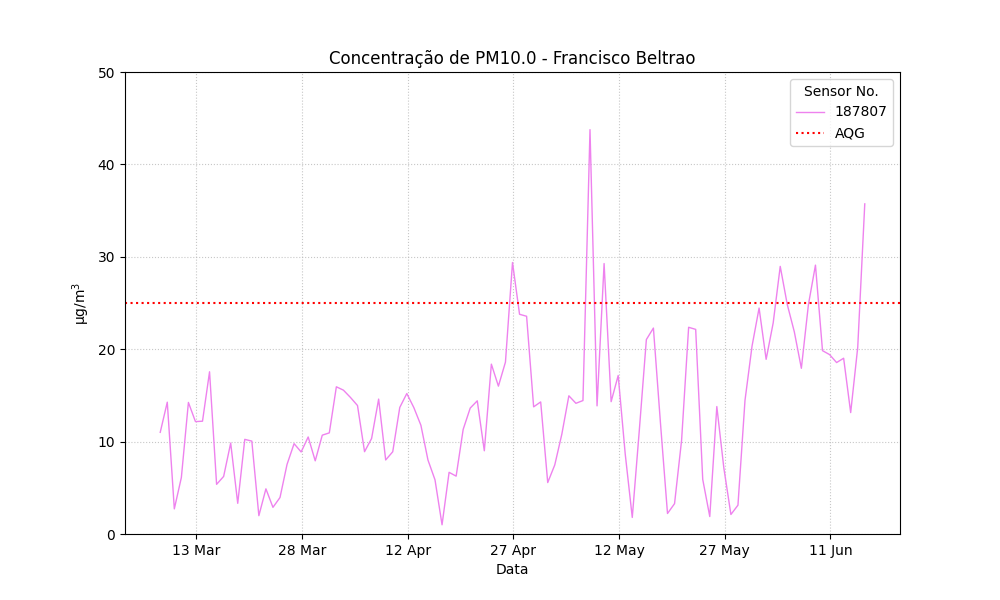 Concentração de PM10.0 - Francisco Beltrao
Sensor No.
187807
AQG
50
40
30
20
10
0
µg/m³
13 Mar 28 Mar 12 Apr 27 Apr 12 May 27 May 11 Jun
Data